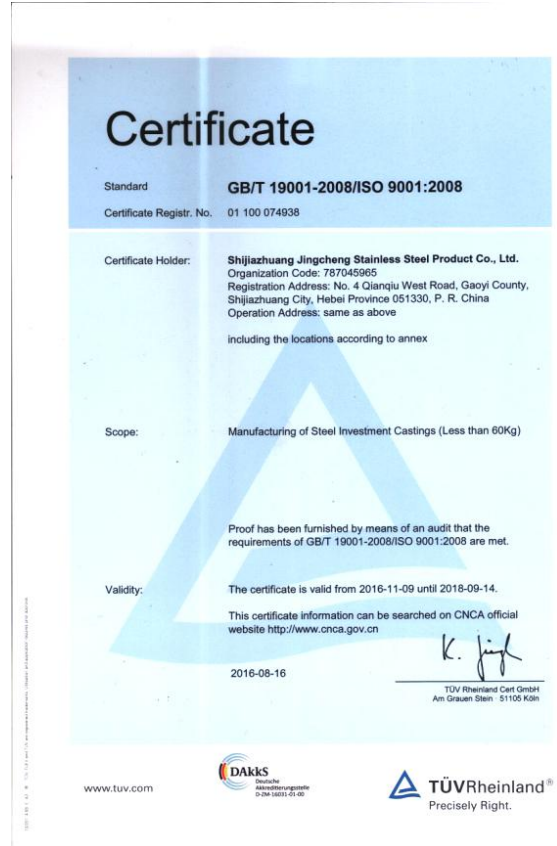 Certificate
Standard GB/T 19001-2008/ISO 9001:2008
Certificate Registr. No. 01 100 074938
Certificate Holder: Shijiazhuang Jingcheng Stainless Steel Product Co., Ltd.
Organization Code: 787045965
Registration Address: No. 4 Qianqiu West Road, Gaoyi County,
Shijiazhuang City, Hebei Province 051330, P. R. China
Operation Address: same as above
including the locations according to annex
Scope: Manufacturing of Steel Investment Castings (Less than 60Kg)
Proof has been furnished by means of an audit that the
requirements of GB/T 19001-2008/ISO 9001:2008 are met.
Validity: The certificate is valid from 2016-11-09 until 2018-09-14.
This certificate information can be searched on CNCA official
website http://www.cnca.gov.cn
2016-08-16
TÜV Rheinland Cert GmbH
Am Grauen Stein · 51105 Köln
www.tuv.com
DAkkS
Deutsche
Akkreditierungsstelle
D-ZM-16031-01-00
TÜVRheinland®
Precisely Right.